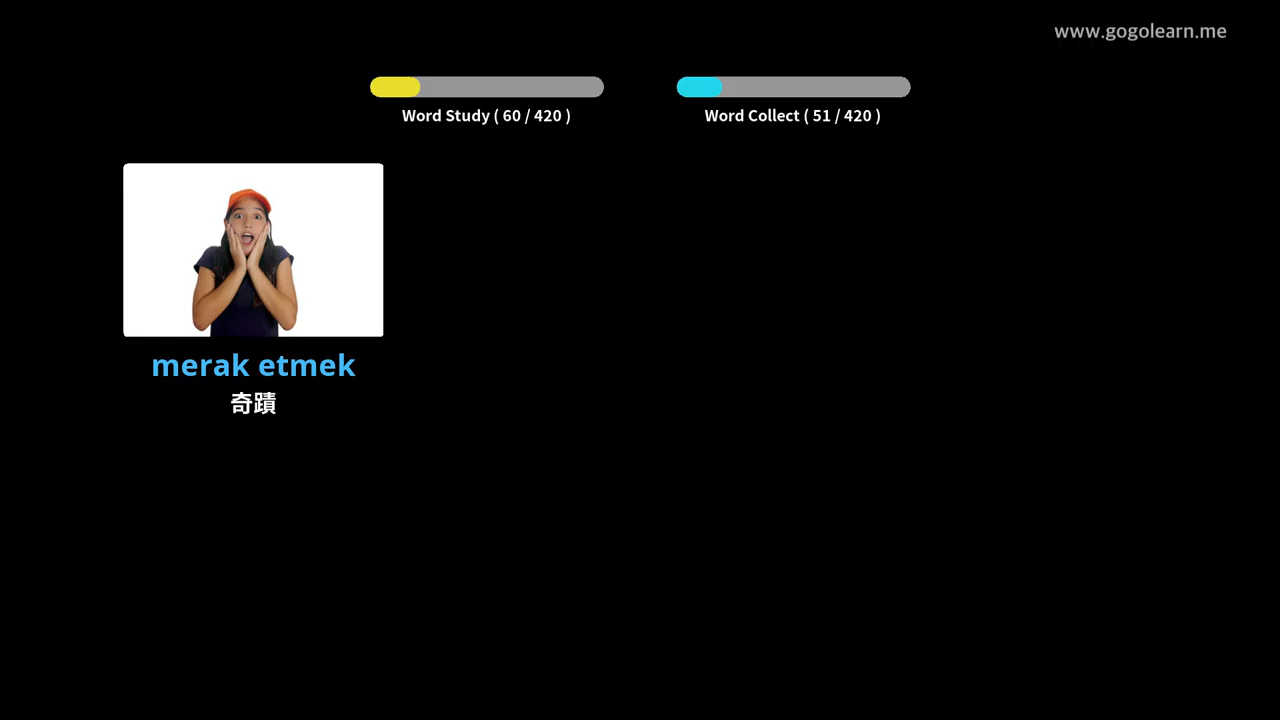 www.gogolearn.me
Word Study ( 60 / 420 )
Word Collect ( 51 / 420 )
merak etmek
奇蹟